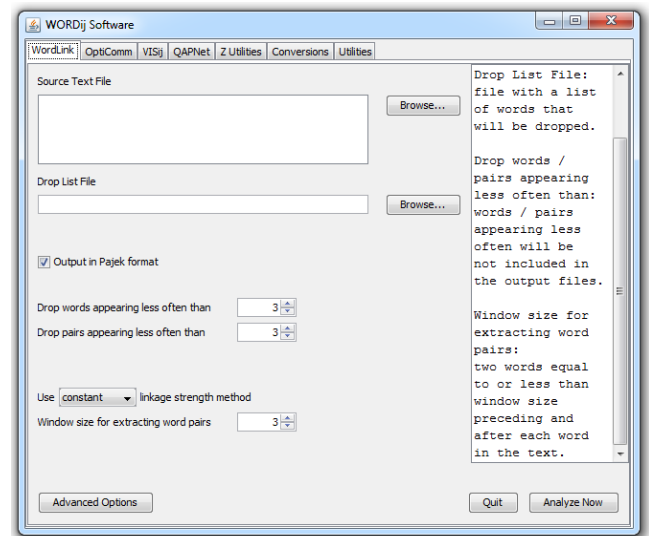 WORDij Software
WordLink OptiComm VISij QAPNet Z Utilities Conversions Utilities
Source Text File
Browse...
Drop List File
Browse...
Output in Pajek format
Drop words appearing less often than 3
Drop pairs appearing less often than 3
Use constant linkage strength method
Window size for extracting word pairs 3
Advanced Options
Drop List File:
file with a list
of words that
will be dropped.
Drop words /
pairs appearing
less often than:
words / pairs
appearing less
often will be
not included in
the output files.
Window size for
extracting word
pairs:
two words equal
to or less than
window size
preceding and
after each word
in the text.
Quit Analyze Now